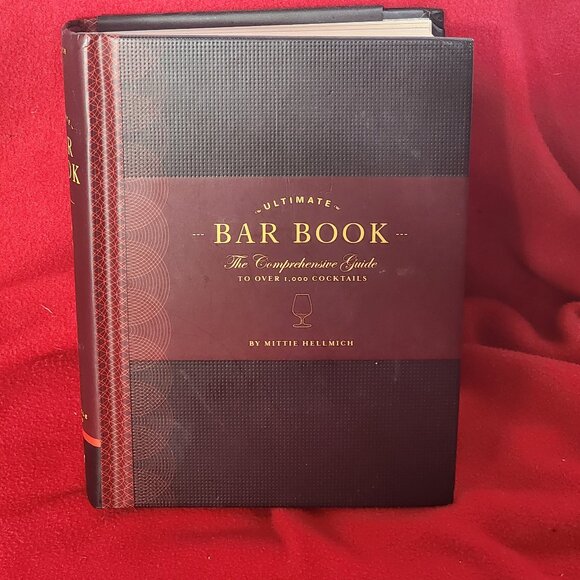 ULTIMATE
BAR BOOK
The Comprehensive Guide
TO OVER 1,000 COCKTAILS
BY MITTIE HELLMICH